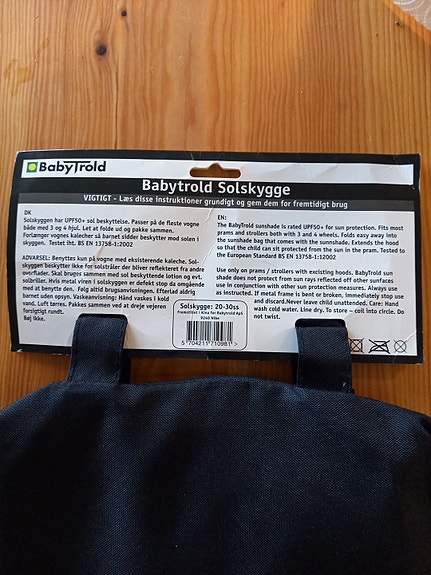 BabyTrold
Babytrold Solskygge
VIGTIGT - Læs disse instruktioner grundigt og gem dem for fremtidigt brug
DK
Solskyggen har UPF50+ sol beskyttelse. Passer på de fleste vogne
både med 3 og 4 hjul. Let at folde ud og pakke sammen.
Forlænger vognes kalecher så barnet sidder beskytter mod solen i
skyggen. Testet iht. BS EN 13758-1:2002
ADVARSEL: Benyttes kun på vogne med eksisterende kaleche. Sol-
skygget beskytter ikke for solstråler der bliver reflekteret fra andre
overflader. Skal bruges sammen med sol beskyttende lotion og evt.
solbriller. Hvis metal viren i solskyggen er defekt stop da omgående
med at benytte den. Følg altid brugsanvisningen. Efterlad aldrig
barnet uden opsyn. Vaskeanvisning: Hånd vaskes i kold
vand. Luft tørres. Pakkes sammen ved at dreje vejeren
forsigtigt rundt.
Bøj ikke.
EN:
The BabyTrold sunshade is rated UPF50+ for sun protection. Fits most
prams and strollers both with 3 and 4 wheels. Folds easy away into
the sunshade bag that comes with the sunnshade. Extends the hood
so that the child can sit protected from the sun in the pram. Tested to
the European Standard BS EN 13758-1:2002
Use only on prams / strollers with excisting hoods. BabyTrold sun
shade does not protect from sun rays reflected off other surfaces
use in conjunction with other sun protection measures. Always use
as instructed. If metal frame is bent or broken, immediately stop use
and discard.Never leave child unattended. Care: Hand
wash cold water. Line dry. To store – coil into circle. Do
not twist.
Solskygge: 20-30ss
Fremstillet i Kina for Babytrold ApS
9240 Nibe
5 704211 710981 >